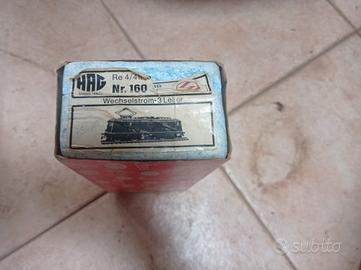 HAG
Re 4/4
Nr. 160
Wechselstrom-3 Leiter
subito